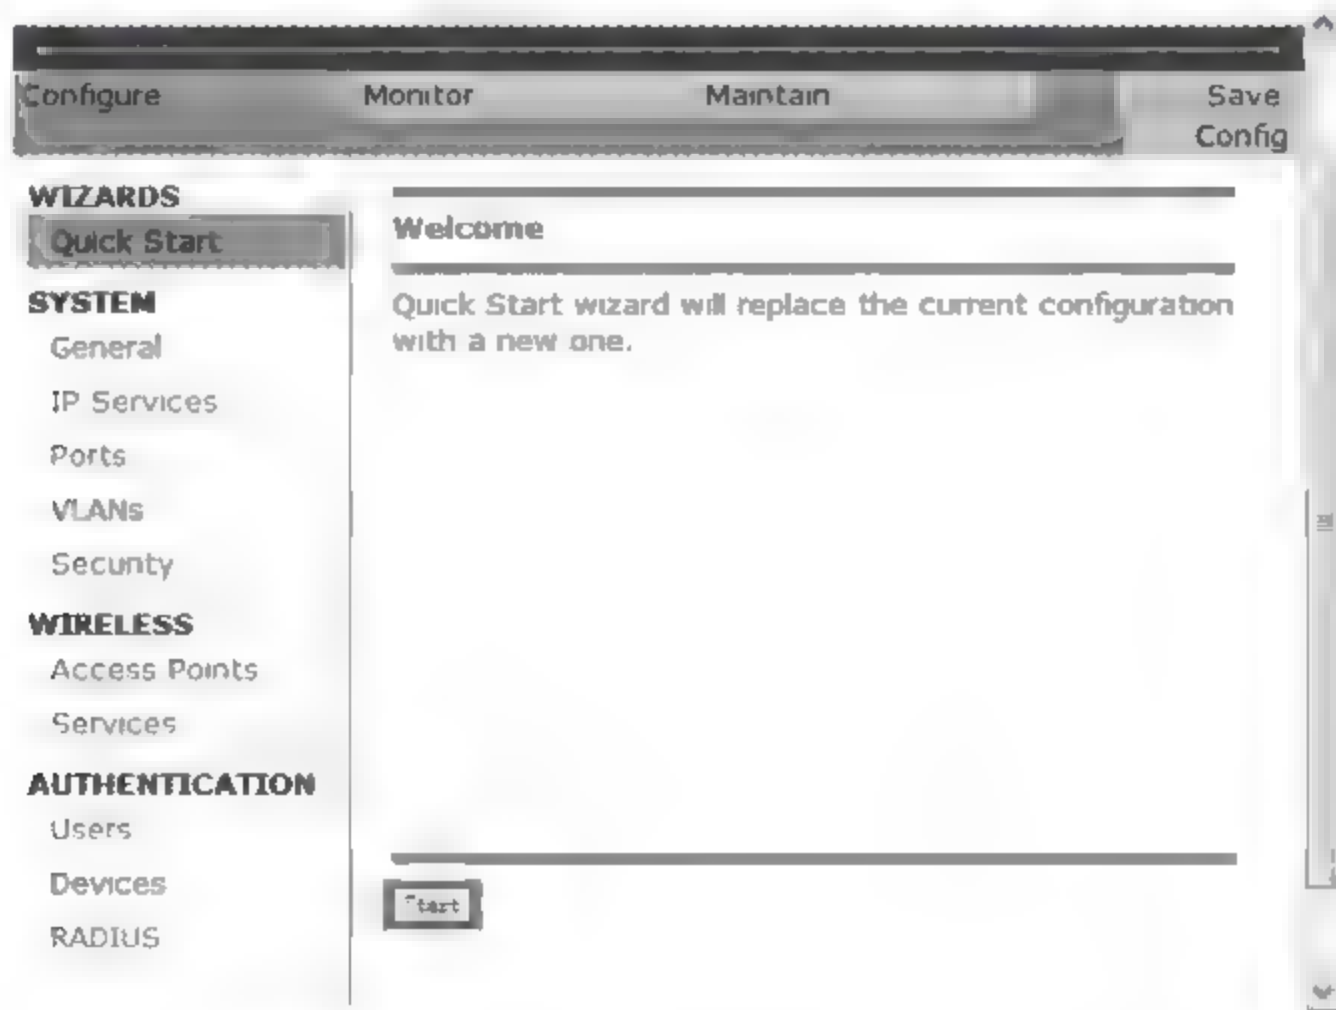 Configure Monitor Maintain Save
Config
WIZARDS
Quick Start
SYSTEM
General
IP Services
Ports
VLANs
Security
WIRELESS
Access Points
Services
AUTHENTICATION
Users
Devices
RADIUS
Welcome
Quick Start wizard will replace the current configuration
with a new one.
Start